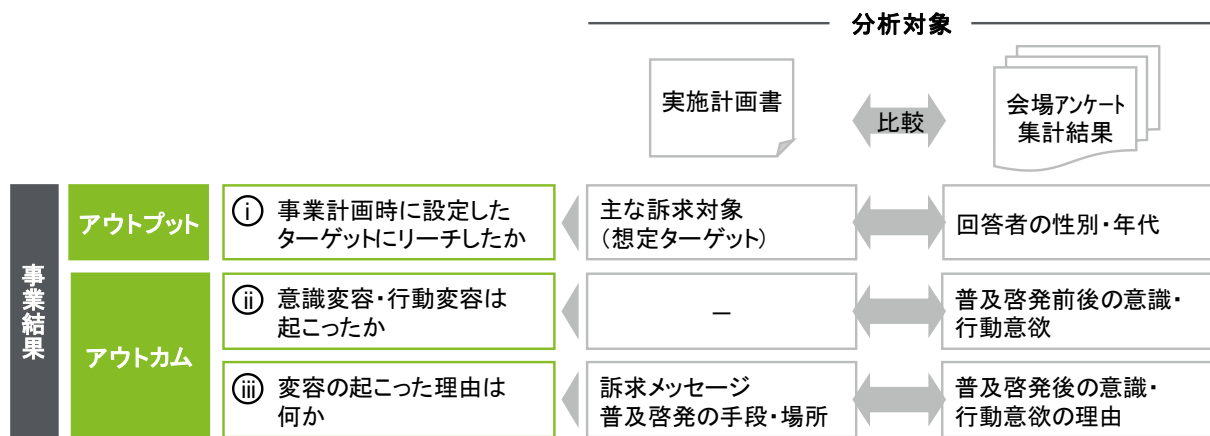 分析対象
実施計画書
比較
会場アンケート
集計結果
事業結果
アウトプット
ⅰ 事業計画時に設定した
ターゲットにリーチしたか
主な訴求対象
(想定ターゲット)
回答者の性別・年代
アウトカム
ⅱ 意識変容・行動変容は
起こったか
－
普及啓発前後の意識・
行動意欲
ⅲ 変容の起こった理由は
何か
訴求メッセージ
普及啓発の手段・場所
普及啓発後の意識・
行動意欲の理由